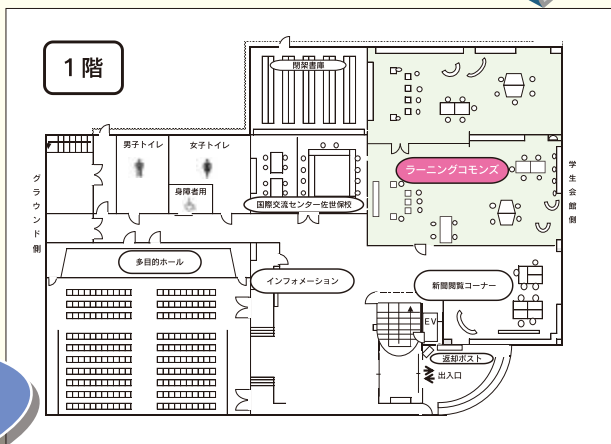 1階
閉架書庫
男子トイレ
女子トイレ
身障者用
国際交流センター佐世保校
ラーニングコモンズ
グラウンド側
学生会館側
多目的ホール
インフォメーション
新聞閲覧コーナー
EV
返却ポスト
出入口